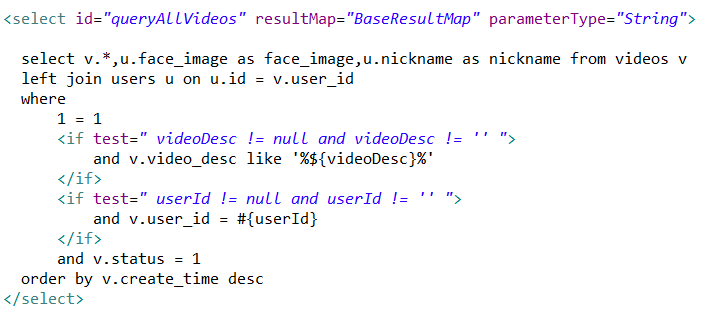 <select id="queryAllVideos" resultMap="BaseResultMap" parameterType="String">
select v.*,u.face_image as face_image,u.nickname as nickname from videos v
left join users u on u.id = v.user_id
where
1 = 1
<if test=" videoDesc != null and videoDesc != '' ">
and v.video_desc like '%${videoDesc}%'
</if>
<if test=" userId != null and userId != '' ">
and v.user_id = #{userId}
</if>
and v.status = 1
order by v.create_time desc
</select>